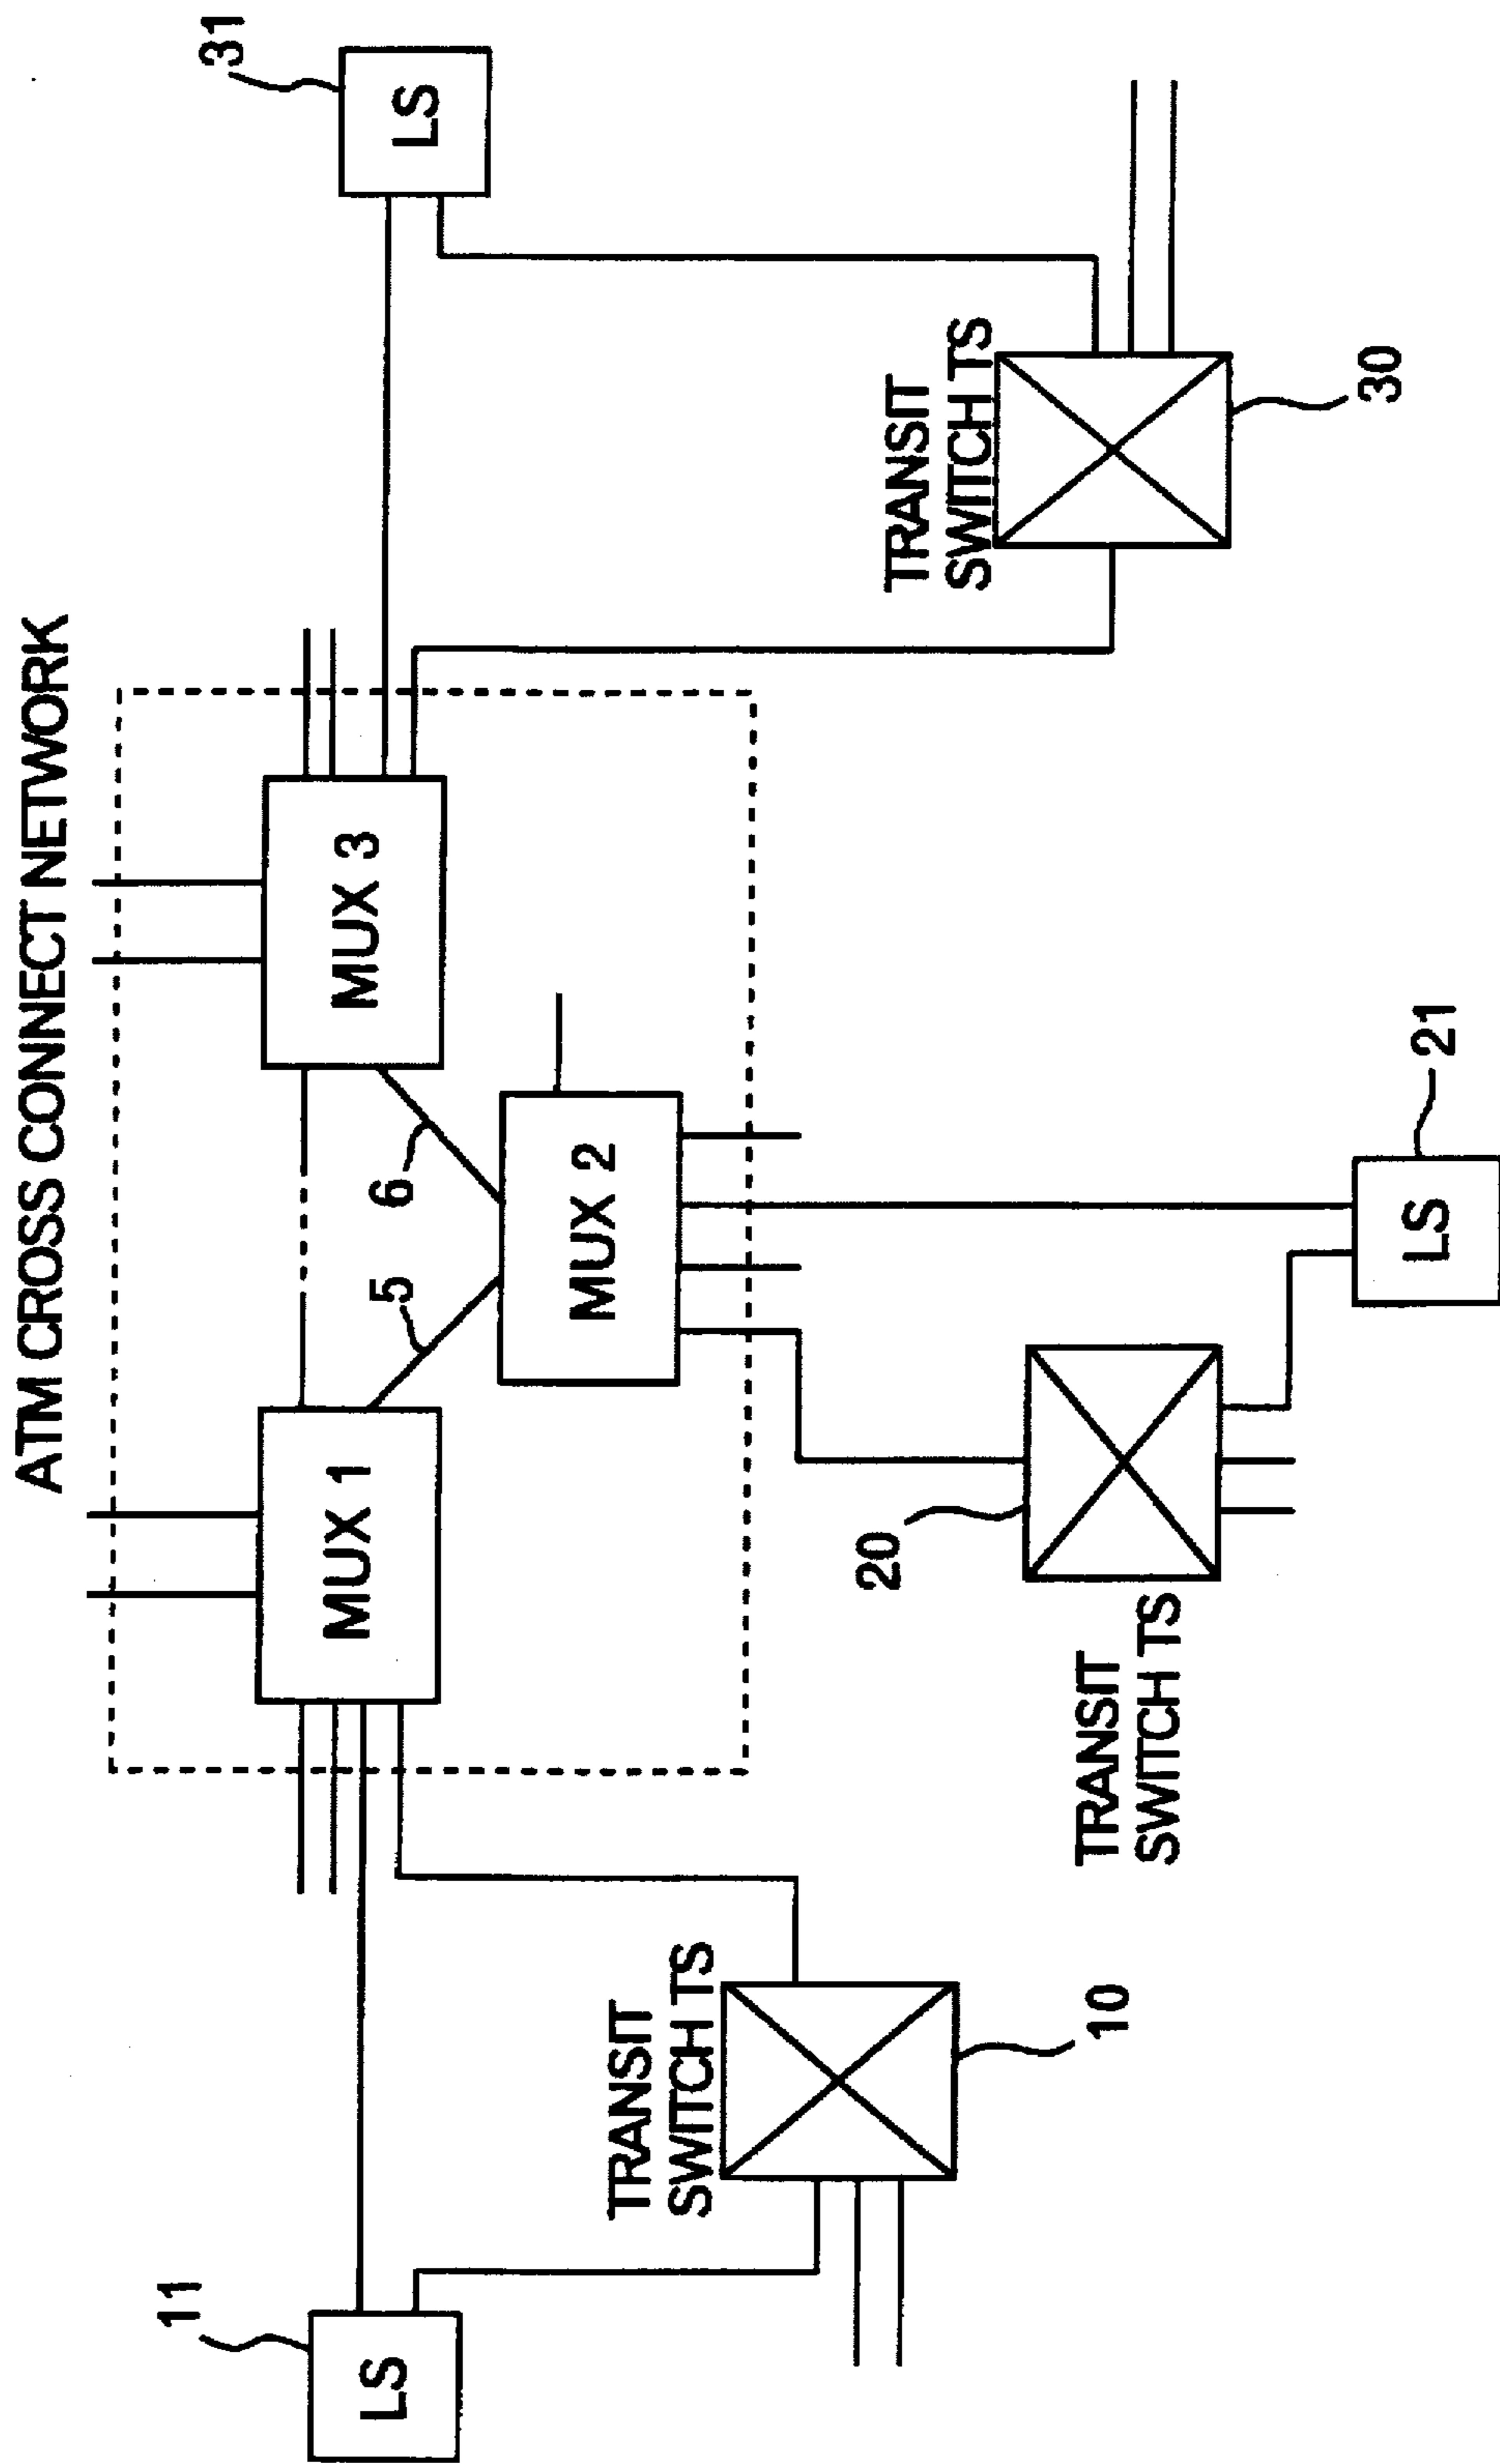 ATM CROSS CONNECT NETWORK
11
LS
MUX 1
5
6
MUX 3
31
LS
MUX 2
TRANSIT
SWITCH TS
10
20
TRANSIT
SWITCH TS
TRANSIT
SWITCH TS
30
LS
21